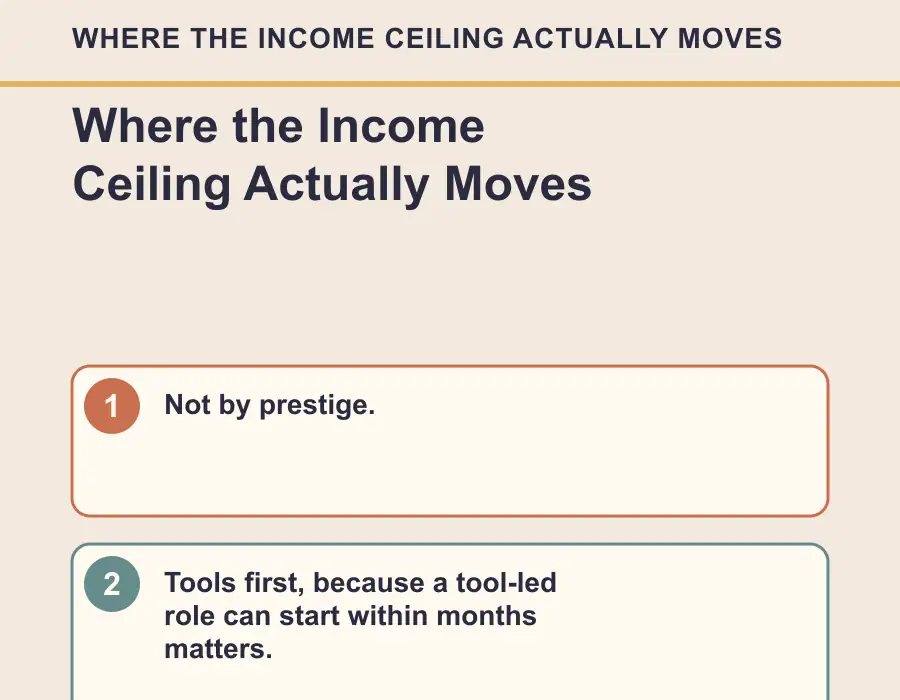 WHERE THE INCOME CEILING ACTUALLY MOVES
Where the Income
Ceiling Actually Moves
1
Not by prestige.
2
Tools first, because a tool-led
role can start within months
matters.